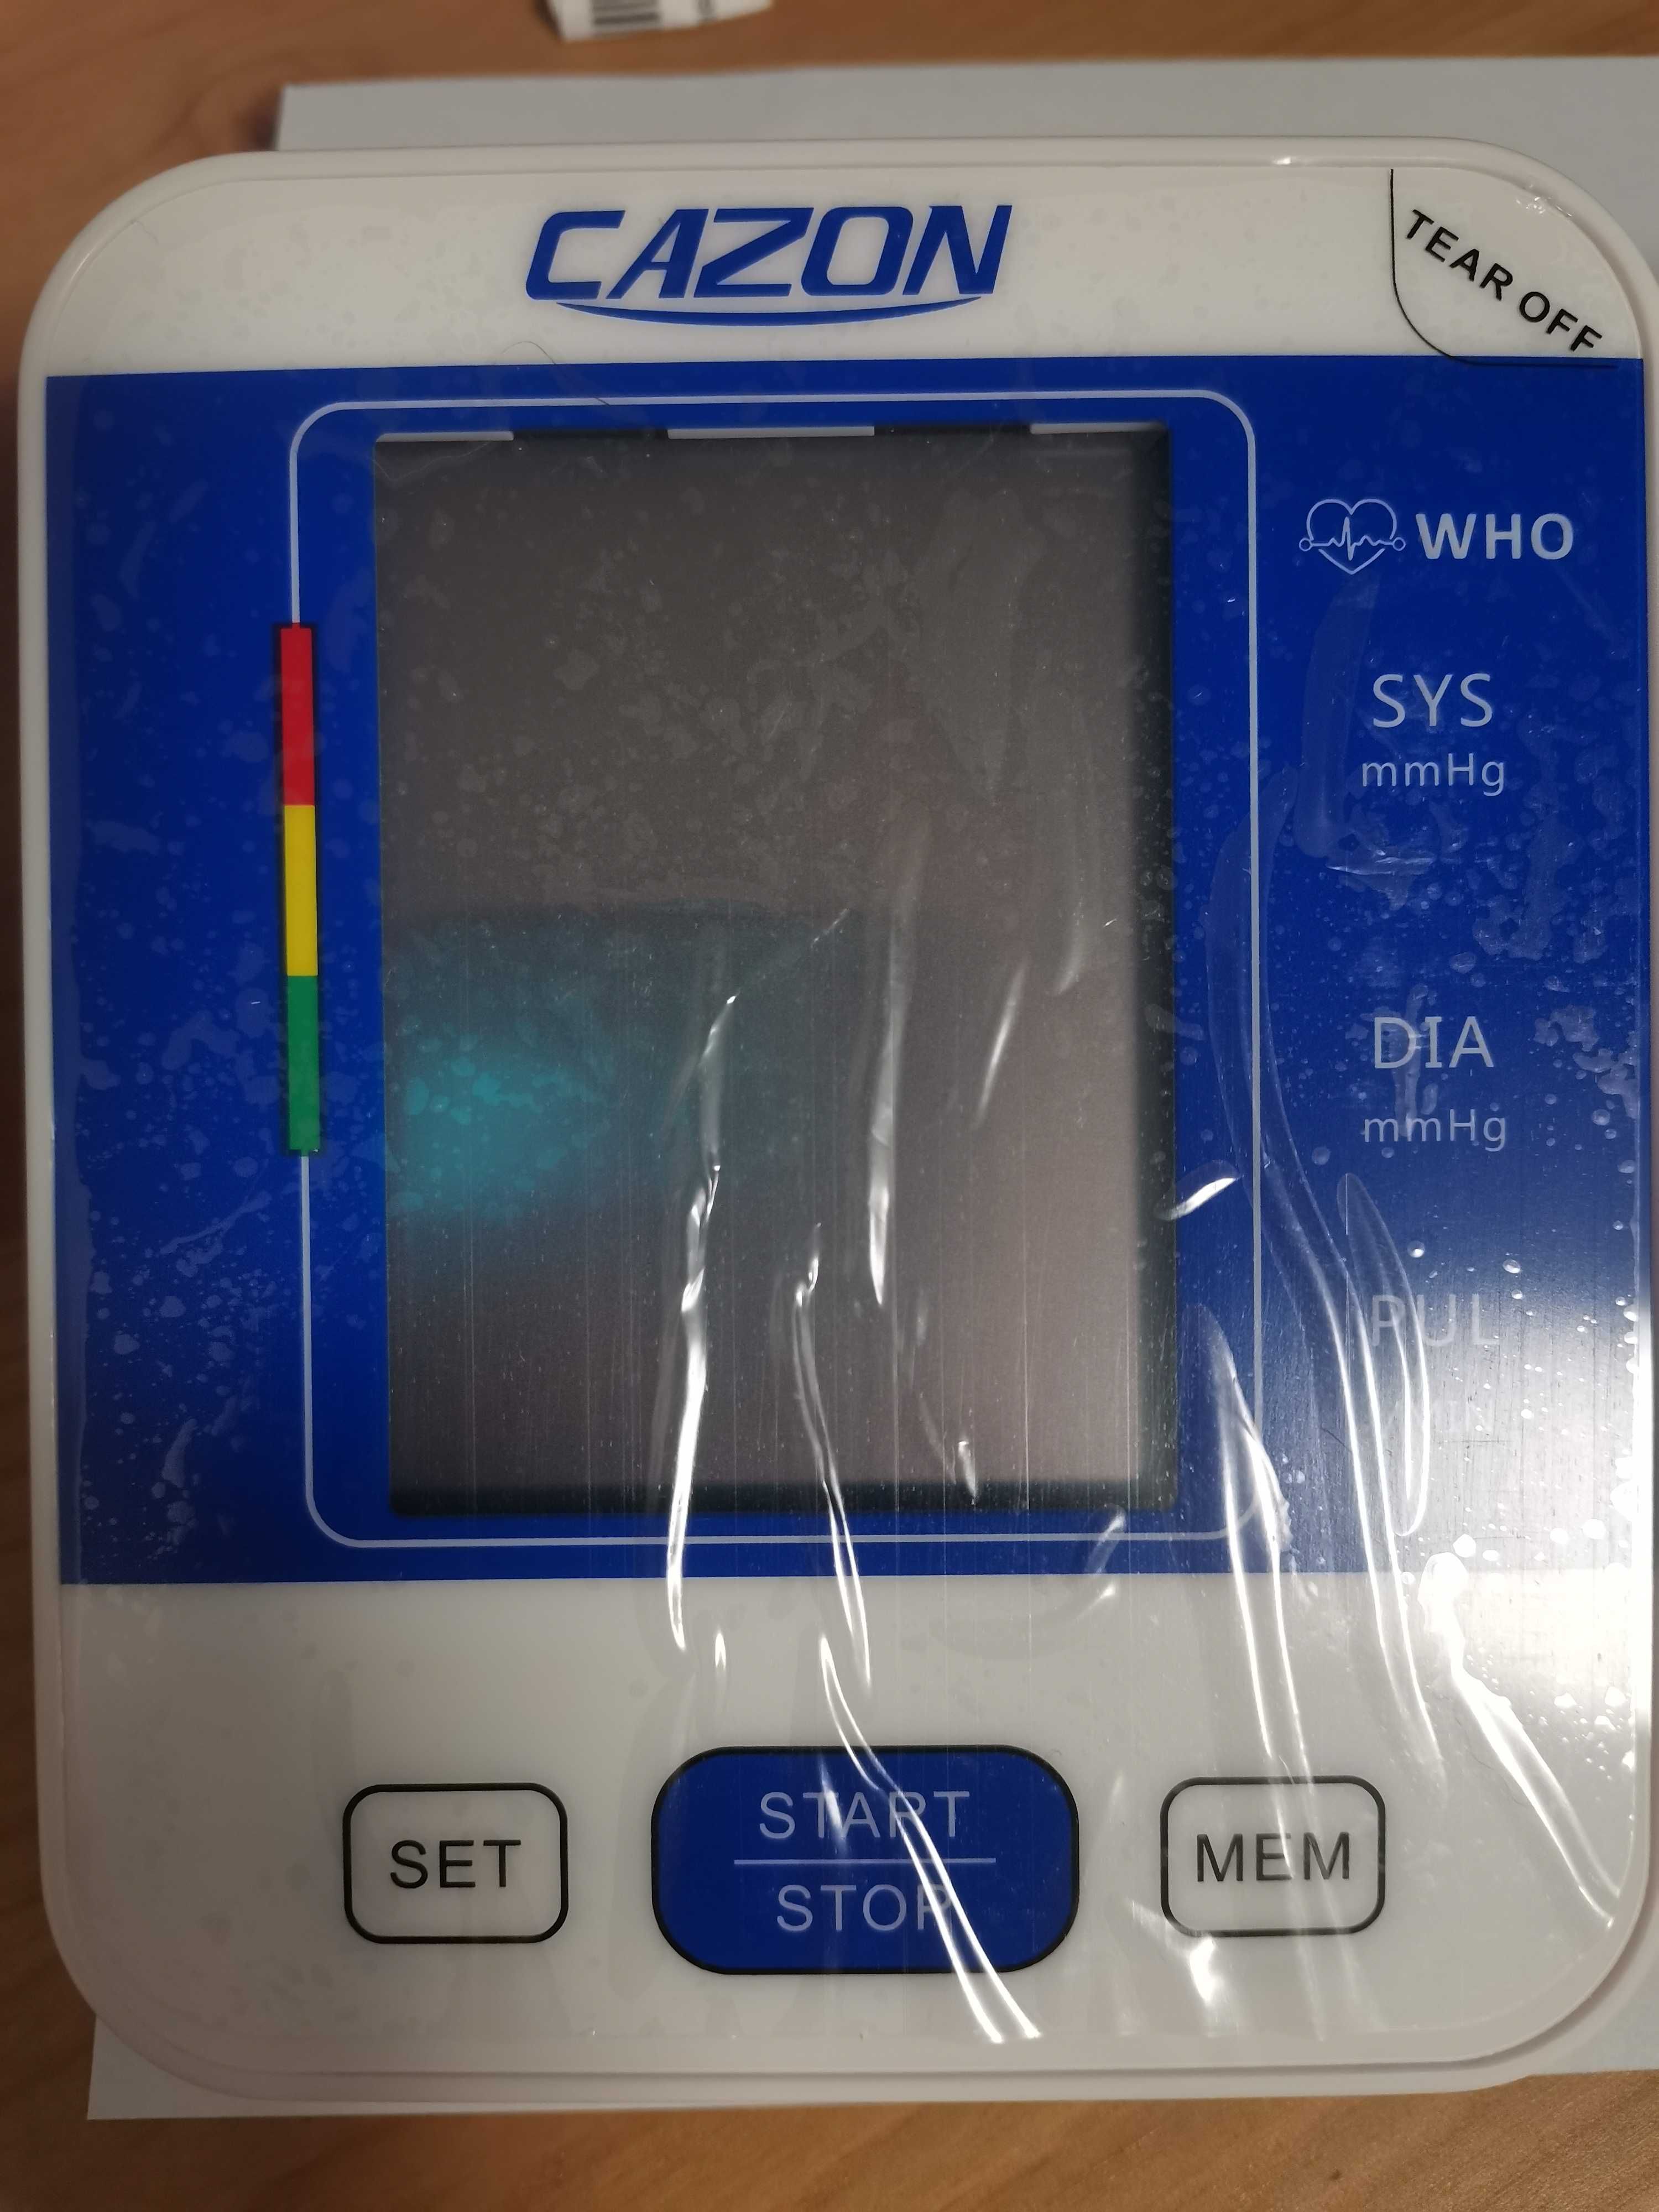 CAZON
TEAR OFF
WHO
SYS
mmHg
DIA
mmHg
PUL
SET
START
STOP
MEM